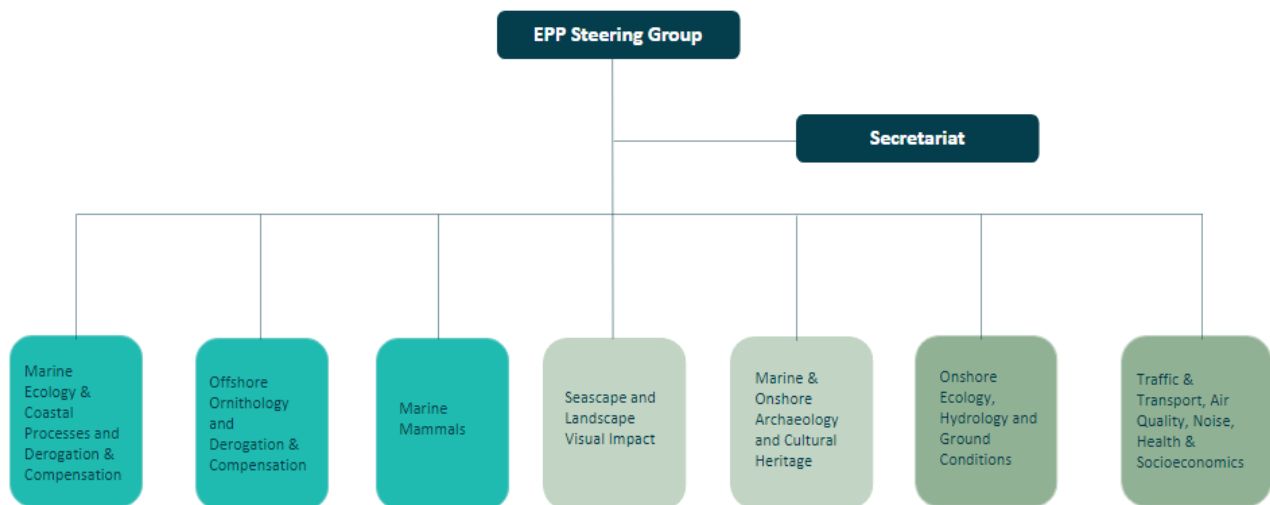 EPP Steering Group
Secretariat
Marine
Ecology &
Coastal
Processes and
Derogation &
Compensation
Offshore
Ornithology
and
Derogation &
Compensation
Marine
Mammals
Seascape and
Landscape
Visual Impact
Marine &
Onshore
Archaeology
and Cultural
Heritage
Onshore
Ecology,
Hydrology and
Ground
Conditions
Traffic &
Transport, Air
Quality, Noise,
Health &
Socioeconomics